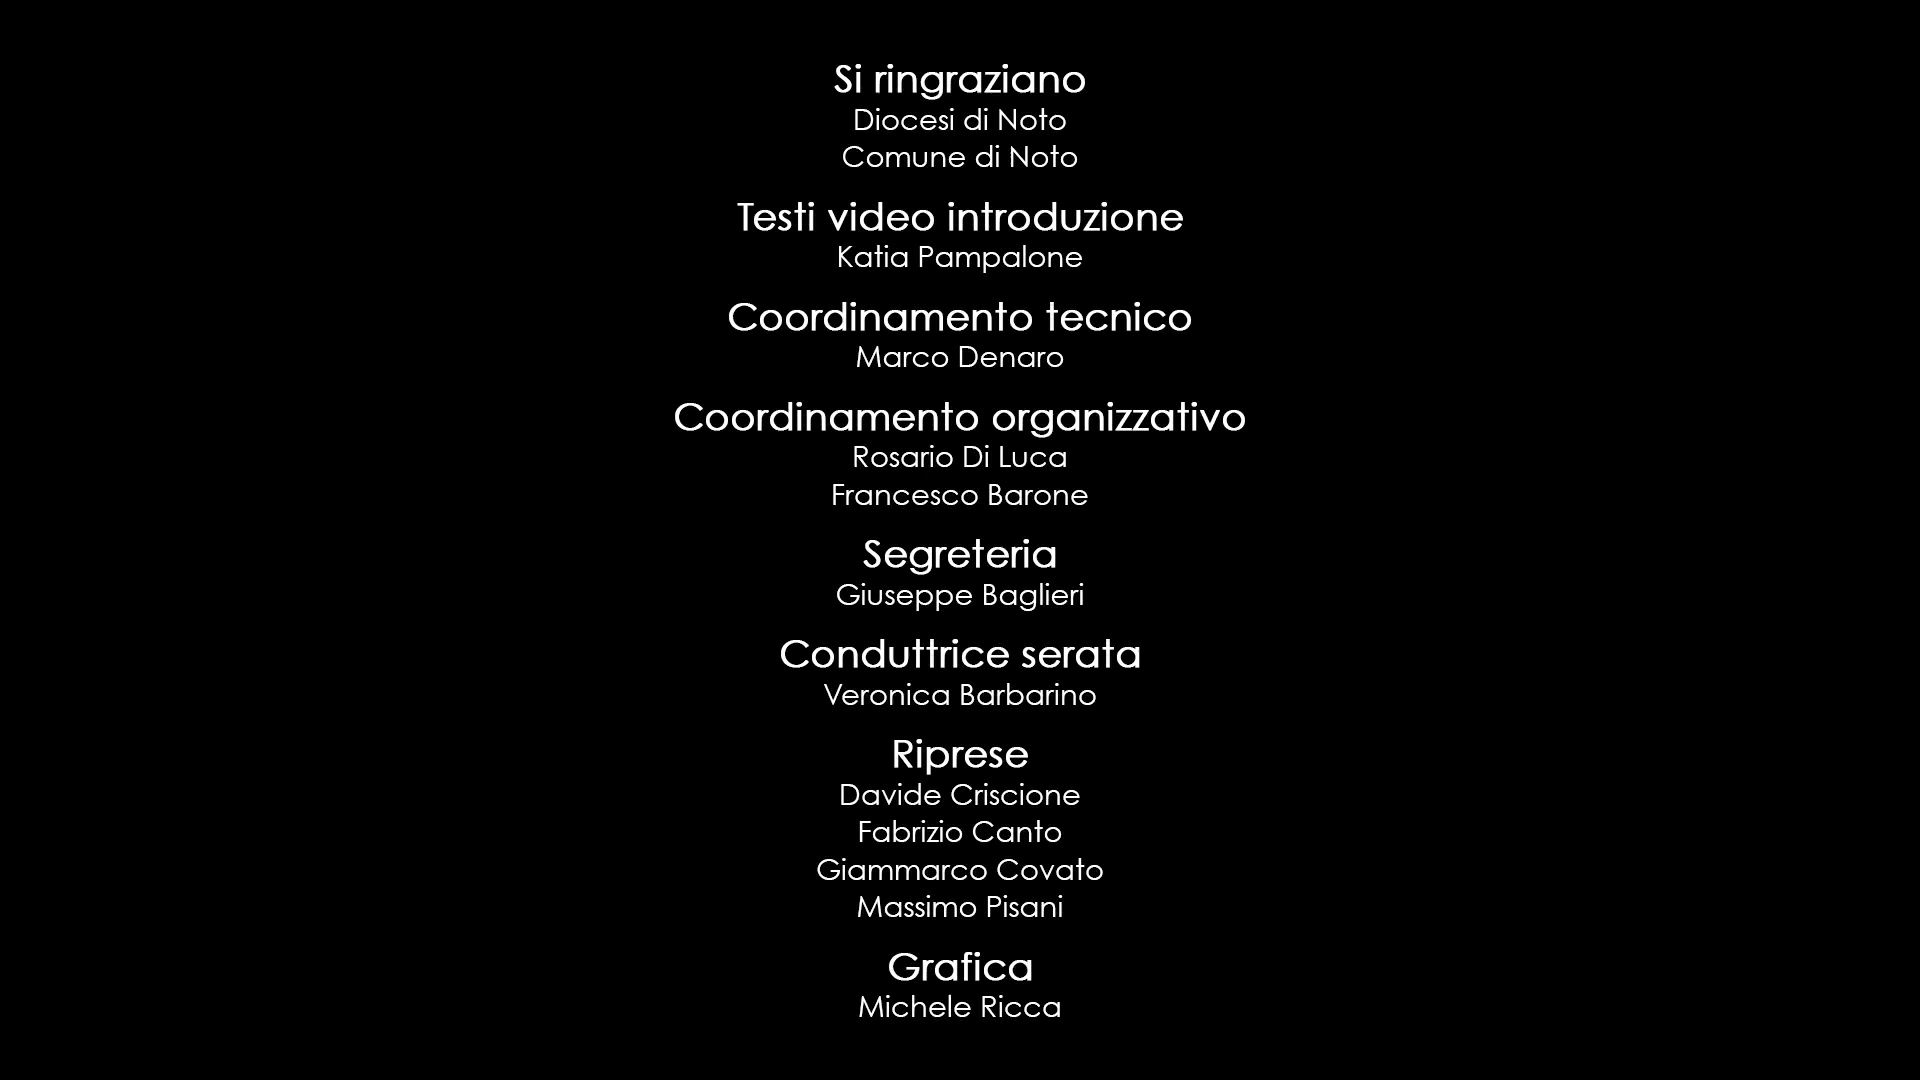 Si ringraziano
Diocesi di Noto
Comune di Noto
Testi video introduzione
Katia Pampalone
Coordinamento tecnico
Marco Denaro
Coordinamento organizzativo
Rosario Di Luca
Francesco Barone
Segreteria
Giuseppe Baglieri
Conduttrice serata
Veronica Barbarino
Riprese
Davide Criscione
Fabrizio Canto
Giammarco Covato
Massimo Pisani
Grafica
Michele Ricca